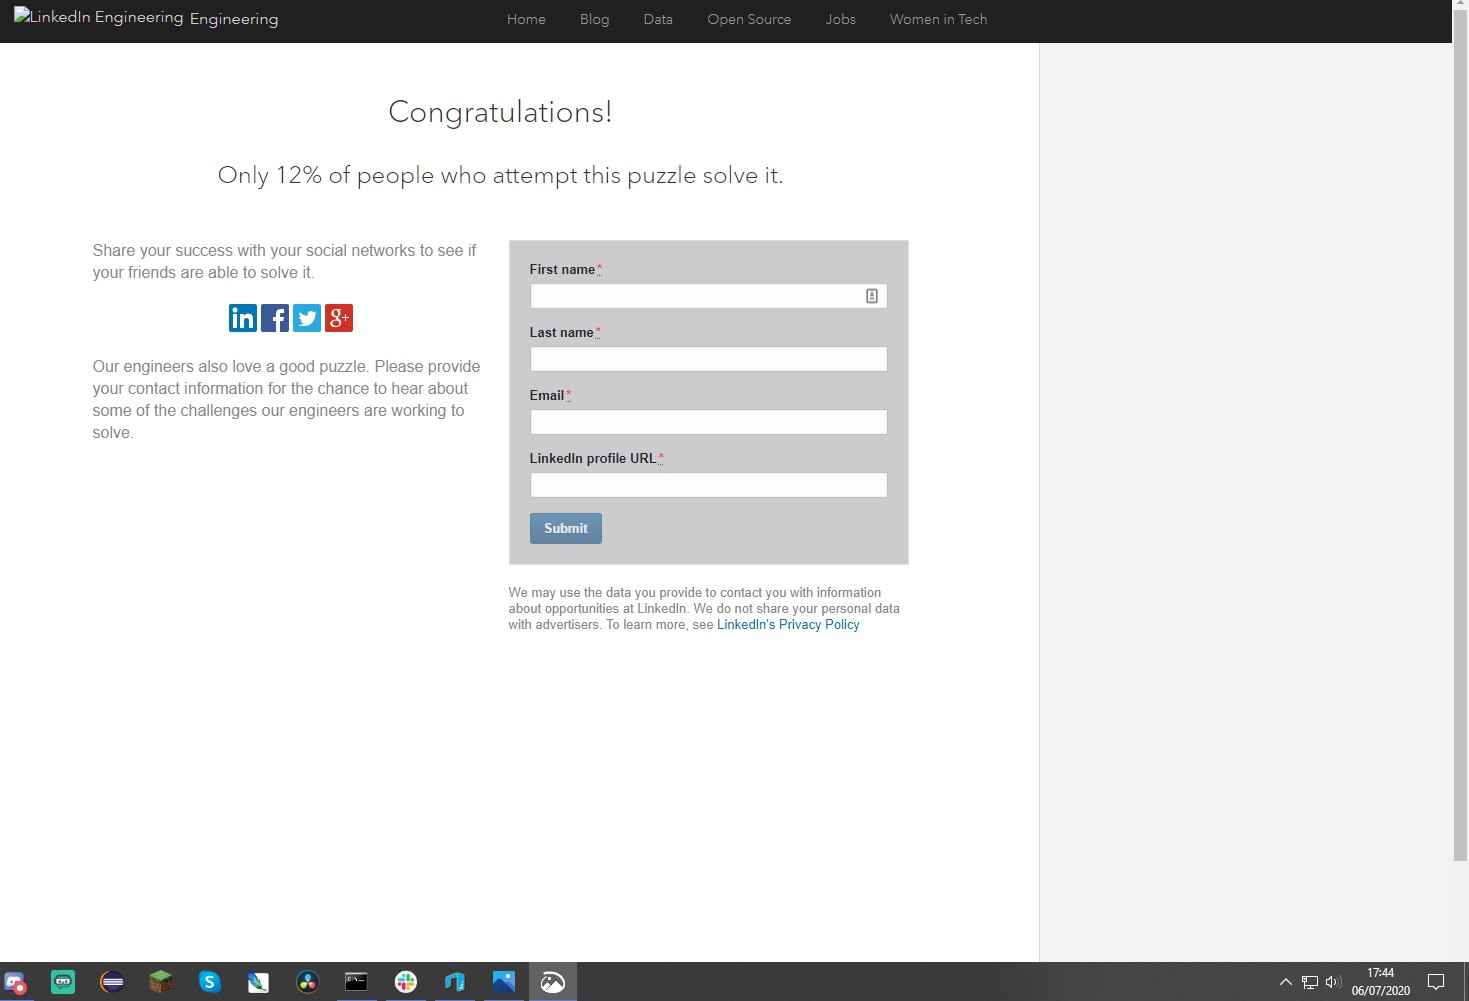 LinkedIn Engineering Engineering Home Blog Data Open Source Jobs Women in Tech
Congratulations!
Only 12% of people who attempt this puzzle solve it.
Share your success with your social networks to see if
your friends are able to solve it.
in f g+
Our engineers also love a good puzzle. Please provide
your contact information for the chance to hear about
some of the challenges our engineers are working to
solve.
First name*
Last name*
Email*
LinkedIn profile URL*
Submit
We may use the data you provide to contact you with information
about opportunities at LinkedIn. We do not share your personal data
with advertisers. To learn more, see LinkedIn's Privacy Policy
17:44
06/07/2020